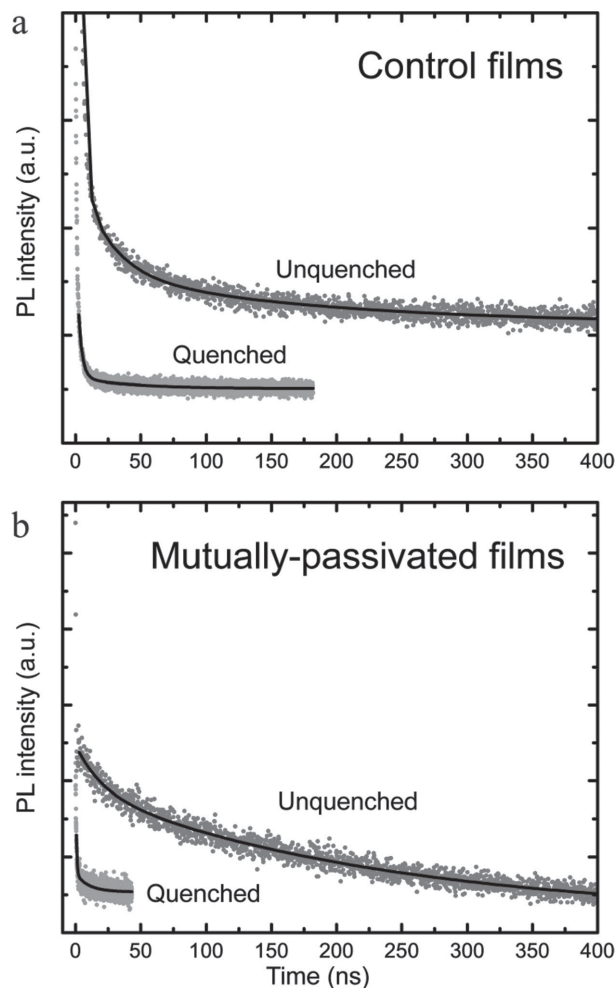 a
Control films
PL intensity (a.u.)
Unquenched
Quenched
0 50 100 150 200 250 300 350 400
b
Mutually-passivated films
PL intensity (a.u.)
Unquenched
Quenched
0 50 100 150 200 250 300 350 400
Time (ns)